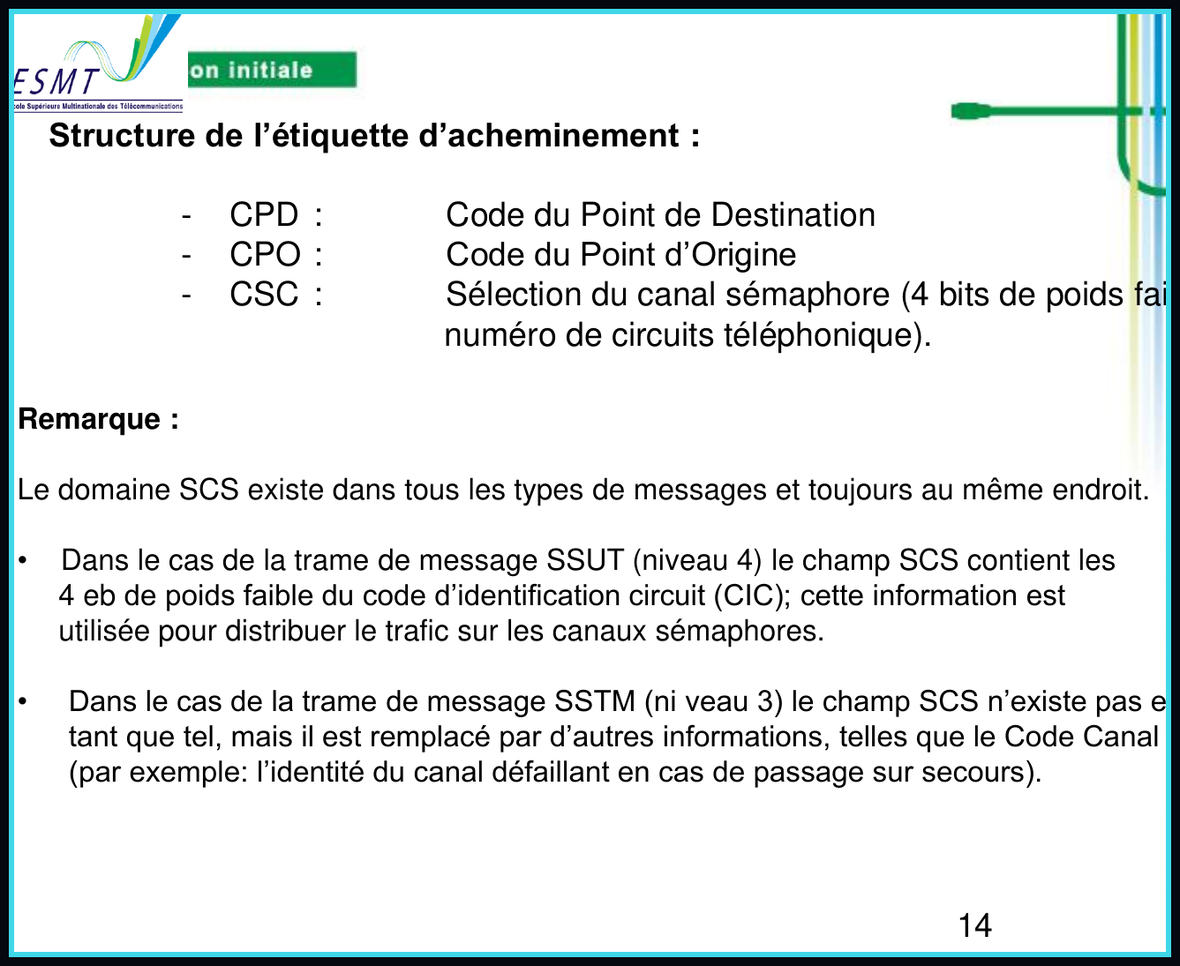 ESMT
cole Supérieure Multinationale des Télécommunications
on initiale
Structure de l’étiquette d’acheminement :
- CPD : Code du Point de Destination
- CPO : Code du Point d’Origine
- CSC : Sélection du canal sémaphore (4 bits de poids fai
numéro de circuits téléphonique).
Remarque :
Le domaine SCS existe dans tous les types de messages et toujours au même endroit.
• Dans le cas de la trame de message SSUT (niveau 4) le champ SCS contient les
4 eb de poids faible du code d’identification circuit (CIC); cette information est
utilisée pour distribuer le trafic sur les canaux sémaphores.
• Dans le cas de la trame de message SSTM (ni veau 3) le champ SCS n’existe pas e
tant que tel, mais il est remplacé par d’autres informations, telles que le Code Canal
(par exemple: l’identité du canal défaillant en cas de passage sur secours).
14